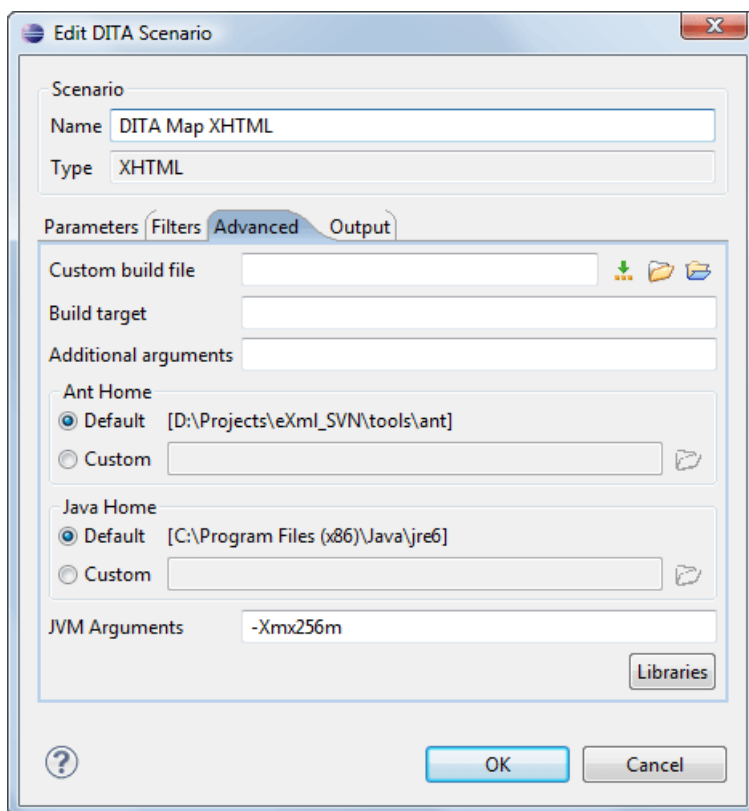 Edit DITA Scenario
Scenario
Name DITA Map XHTML
Type XHTML
Parameters Filters Advanced Output
Custom build file
Build target
Additional arguments
Ant Home
Default [D:\Projects\eXml_SVN\tools\ant]
Custom
Java Home
Default [C:\Program Files (x86)\Java\jre6]
Custom
JVM Arguments -Xmx256m
Libraries
? OK Cancel